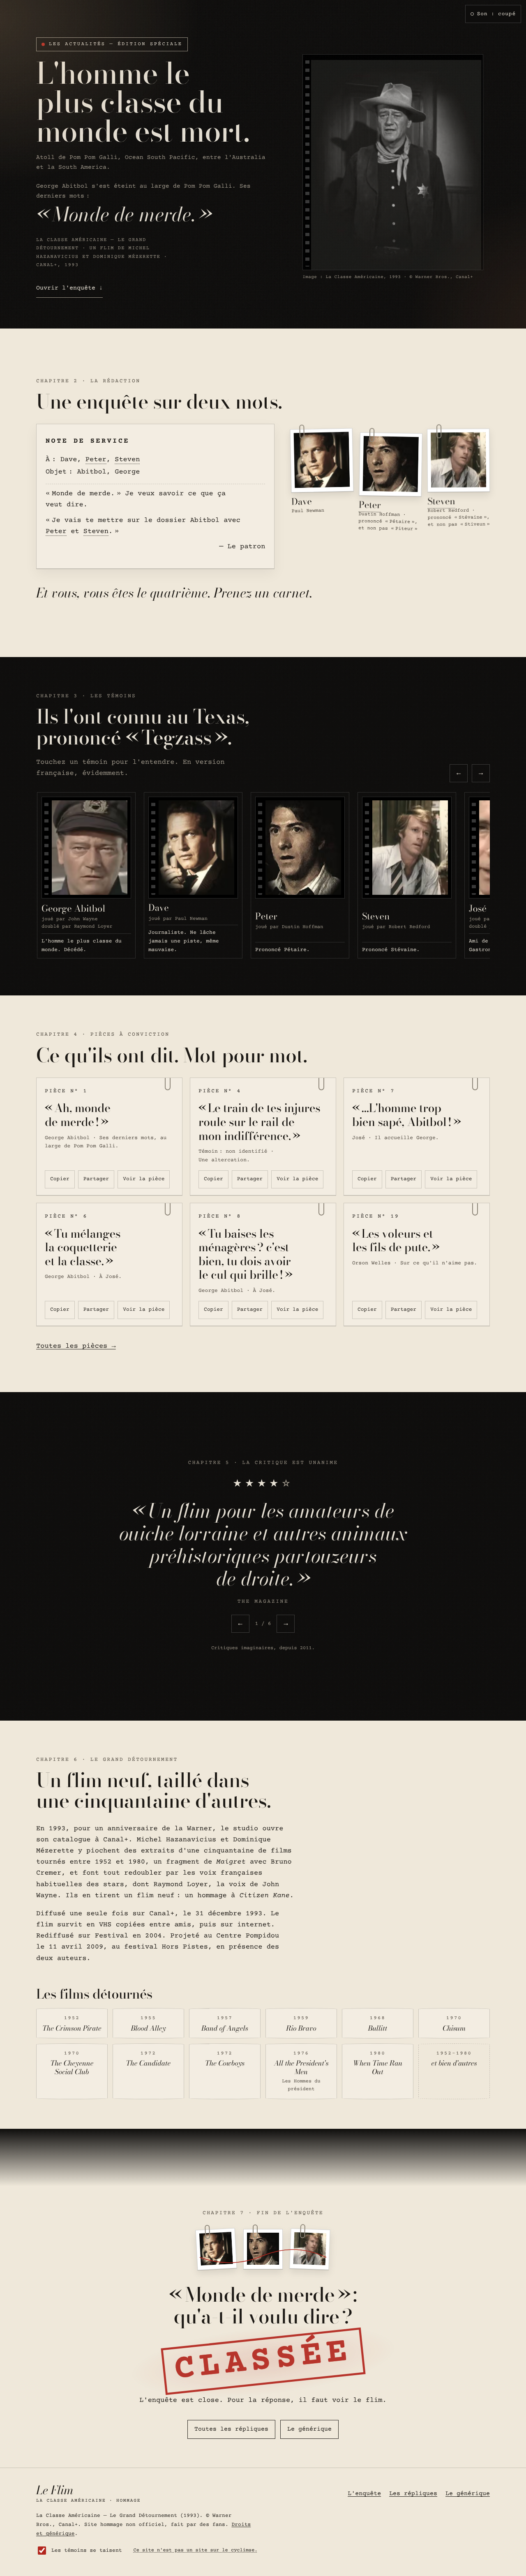 ○ Son : coupé
● LES ACTUALITÉS — ÉDITION SPÉCIALE
L'homme le
plus classe du
monde est mort.
Atoll de Pom Pom Galli, Ocean South Pacific, entre l'Australia
et la South America.
George Abitbol s'est éteint au large de Pom Pom Galli. Ses
derniers mots :
« Monde de merde. »
LA CLASSE AMÉRICAINE — LE GRAND
DÉTOURNEMENT · UN FLIM DE MICHEL
HAZANAVICIUS ET DOMINIQUE MÉZERETTE ·
CANAL+, 1993
Ouvrir l'enquête ↓
Image : La Classe Américaine, 1993 · © Warner Bros., Canal+
CHAPITRE 2 · LA RÉDACTION
Une enquête sur deux mots.
NOTE DE SERVICE
À : Dave, Peter, Steven
Objet : Abitbol, George
« Monde de merde. » Je veux savoir ce que ça
veut dire.
« Je vais te mettre sur le dossier Abitbol avec
Peter et Steven. »
— Le patron
Dave
Paul Newman
Peter
Dustin Hoffman ·
prononcé « Pétaire »,
et non pas « Piteur »
Steven
Robert Redford ·
prononcé « Stévaine »,
et non pas « Stiveun »
Et vous, vous êtes le quatrième. Prenez un carnet.
CHAPITRE 3 · LES TÉMOINS
Ils l'ont connu au Texas,
prononcé « Tegzass ».
Touchez un témoin pour l'entendre. En version
française, évidemment.
← →
George Abitbol
joué par John Wayne
doublé par Raymond Loyer
L'homme le plus classe du
monde. Décédé.
Dave
joué par Paul Newman
Journaliste. Ne lâche
jamais une piste, même
mauvaise.
Peter
joué par Dustin Hoffman
Prononcé Pétaire.
Steven
joué par Robert Redford
Prononcé Stévaine.
José
joué pa
doublé
Ami de
Gastron
CHAPITRE 4 · PIÈCES À CONVICTION
Ce qu'ils ont dit. Mot pour mot.
PIÈCE N° 1
« Ah, monde
de merde ! »
George Abitbol · Ses derniers mots, au
large de Pom Pom Galli.
Copier Partager Voir la pièce
PIÈCE N° 4
« Le train de tes injures
roule sur le rail de
mon indifférence. »
Témoin : non identifié ·
Une altercation.
Copier Partager Voir la pièce
PIÈCE N° 7
« ...L'homme trop
bien sapé, Abitbol ! »
José · Il accueille George.
Copier Partager Voir la pièce
PIÈCE N° 6
« Tu mélanges
la coquetterie
et la classe. »
George Abitbol · À José.
Copier Partager Voir la pièce
PIÈCE N° 8
« Tu baises les
ménagères ? c'est
bien, tu dois avoir
le cul qui brille ! »
George Abitbol · À José.
Copier Partager Voir la pièce
PIÈCE N° 19
« Les voleurs et
les fils de pute. »
Orson Welles · Sur ce qu'il n'aime pas.
Copier Partager Voir la pièce
Toutes les pièces →
CHAPITRE 5 · LA CRITIQUE EST UNANIME
★★★★☆
« Un flim pour les amateurs de
ouiche lorraine et autres animaux
préhistoriques partouzeurs
de droite. »
THE MAGAZINE
← 1 / 6 →
Critiques imaginaires, depuis 2011.
CHAPITRE 6 · LE GRAND DÉTOURNEMENT
Un flim neuf, taillé dans
une cinquantaine d'autres.
En 1993, pour un anniversaire de la Warner, le studio ouvre
son catalogue à Canal+. Michel Hazanavicius et Dominique
Mézerette y piochent des extraits d'une cinquantaine de films
tournés entre 1952 et 1980, un fragment de Maigret avec Bruno
Cremer, et font tout redoubler par les voix françaises
habituelles des stars, dont Raymond Loyer, la voix de John
Wayne. Ils en tirent un flim neuf : un hommage à Citizen Kane.
Diffusé une seule fois sur Canal+, le 31 décembre 1993. Le
flim survit en VHS copiées entre amis, puis sur internet.
Rediffusé sur Festival en 2004. Projeté au Centre Pompidou
le 11 avril 2009, au festival Hors Pistes, en présence des
deux auteurs.
Les films détournés
1952
The Crimson Pirate
1955
Blood Alley
1957
Band of Angels
1959
Rio Bravo
1968
Bullitt
1970
Chisum
1970
The Cheyenne
Social Club
1972
The Candidate
1972
The Cowboys
1976
All the President's
Men
Les Hommes du
président
1980
When Time Ran
Out
1952–1980
et bien d'autres
CHAPITRE 7 · FIN DE L'ENQUÊTE
« Monde de merde » :
qu'a-t-il voulu dire ?
CLASSÉE
L'enquête est close. Pour la réponse, il faut voir le flim.
Toutes les répliques Le générique
Le Flim
LA CLASSE AMÉRICAINE · HOMMAGE
L'enquête Les répliques Le générique
La Classe Américaine — Le Grand Détournement (1993). © Warner
Bros., Canal+. Site hommage non officiel, fait par des fans. Droits
et générique.
Les témoins se taisent Ce site n'est pas un site sur le cyclimse.